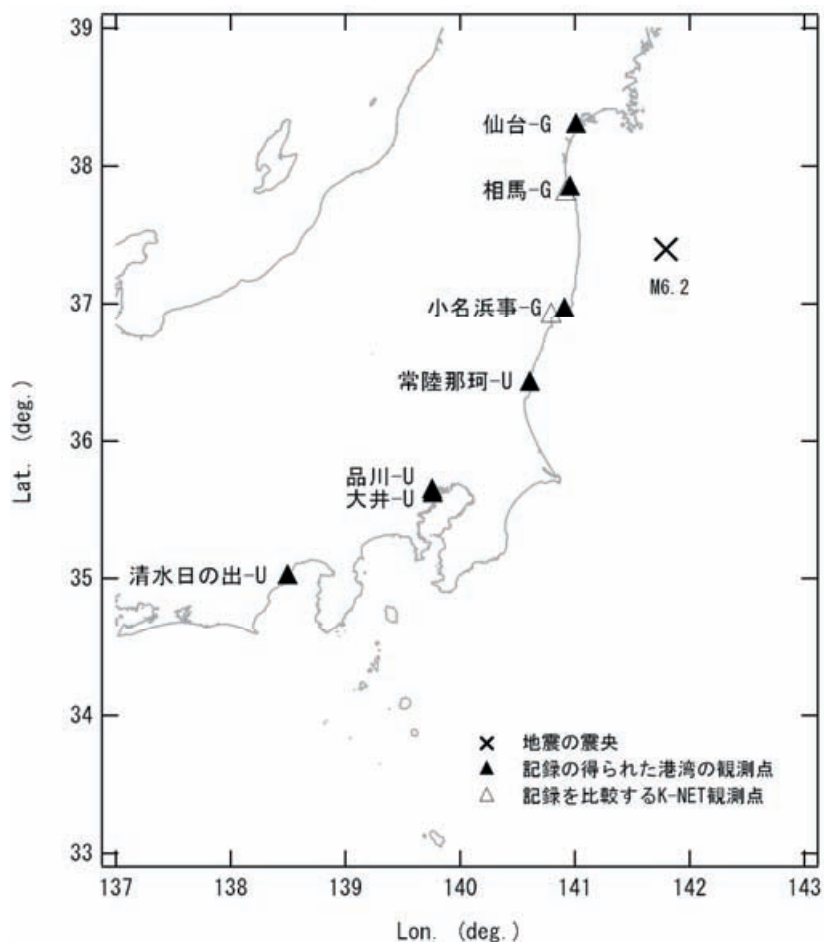 39
38
37
36
35
34
33
Lat. (deg.)
仙台-G
相馬-G
M6.2
小名浜事-G
常陸那珂-U
品川-U
大井-U
清水日の出-U
地震の震央
記録の得られた港湾の観測点
記録を比較するK-NET観測点
137 138 139 140 141 142 143
Lon. (deg.)